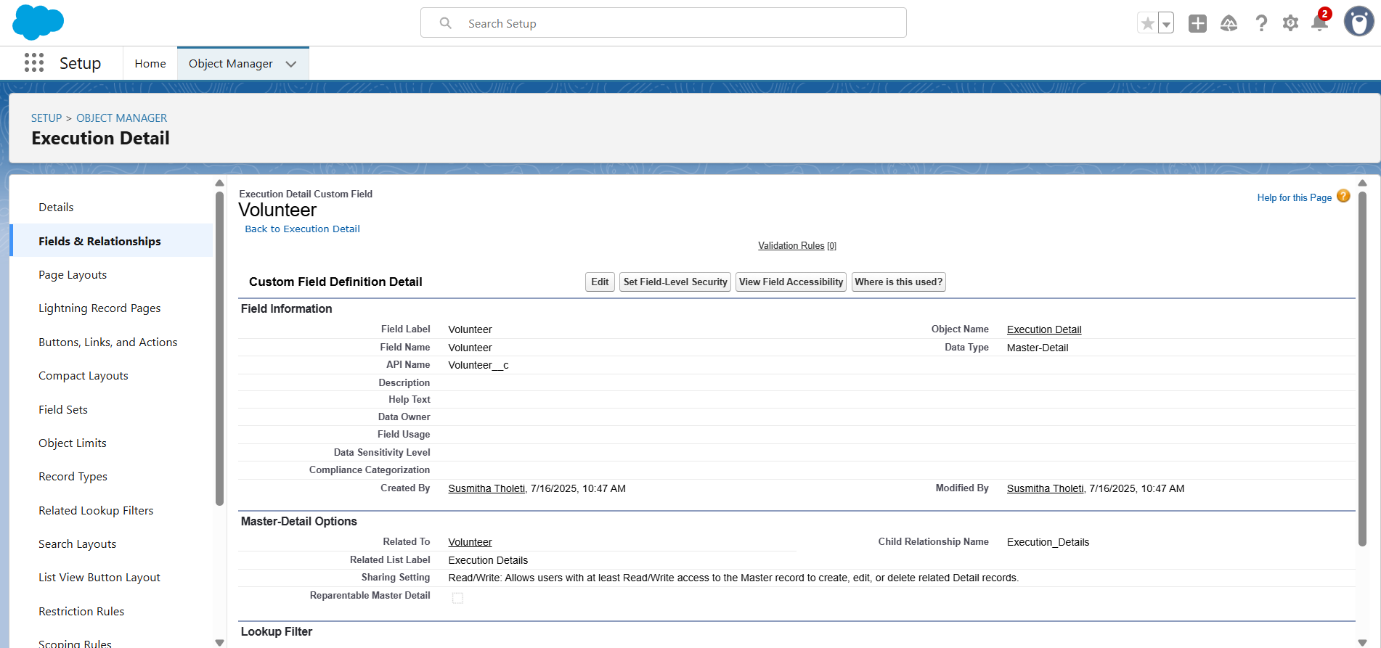 Search Setup
2
Setup
Home
Object Manager
SETUP > OBJECT MANAGER
Execution Detail
Details
Fields & Relationships
Page Layouts
Lightning Record Pages
Buttons, Links, and Actions
Compact Layouts
Field Sets
Object Limits
Record Types
Related Lookup Filters
Search Layouts
List View Button Layout
Restriction Rules
Scoping Rules
Execution Detail Custom Field
Volunteer
Back to Execution Detail
Help for this Page ?
Validation Rules [0]
Custom Field Definition Detail
Edit Set Field-Level Security View Field Accessibility Where is this used?
Field Information
Field Label Volunteer Object Name Execution Detail
Field Name Volunteer Data Type Master-Detail
API Name Volunteer__c
Description
Help Text
Data Owner
Field Usage
Data Sensitivity Level
Compliance Categorization
Created By Susmitha Tholeti, 7/16/2025, 10:47 AM Modified By Susmitha Tholeti, 7/16/2025, 10:47 AM
Master-Detail Options
Related To Volunteer Child Relationship Name Execution_Details
Related List Label Execution Details
Sharing Setting Read/Write: Allows users with at least Read/Write access to the Master record to create, edit, or delete related Detail records.
Reparentable Master Detail
Lookup Filter